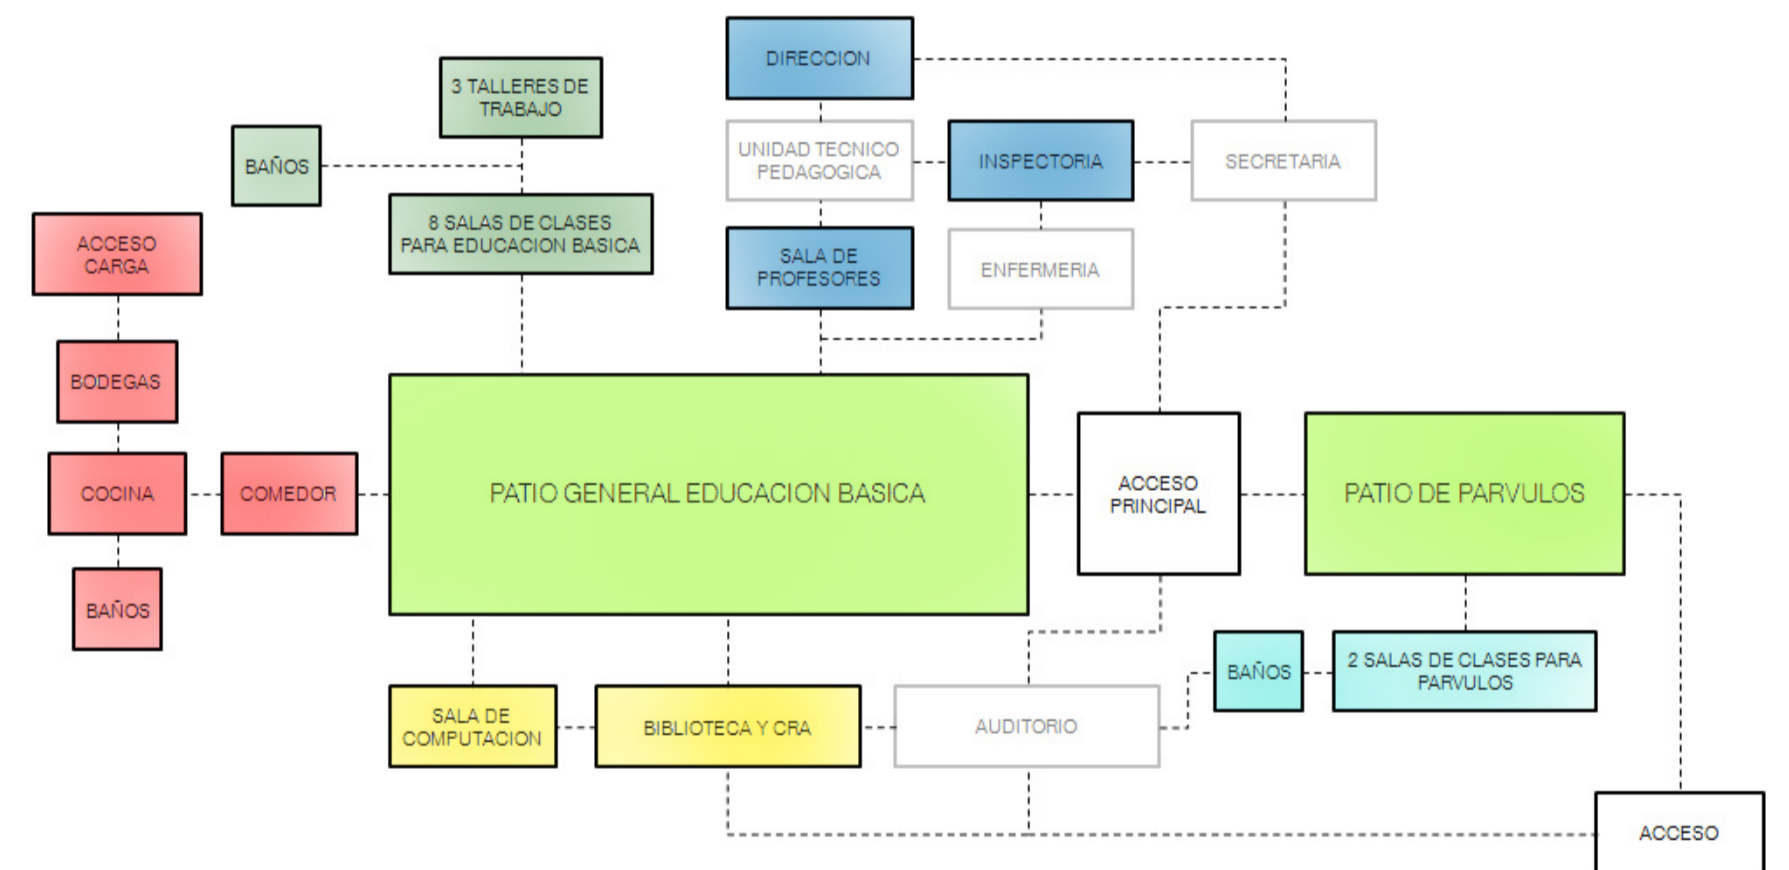 DIRECCION
3 TALLERES DE
TRABAJO
BAÑOS
UNIDAD TECNICO
PEDAGOGICA
INSPECTORIA
SECRETARIA
8 SALAS DE CLASES
PARA EDUCACION BASICA
ACCESO
CARGA
SALA DE
PROFESORES
ENFERMERIA
BODEGAS
COCINA
COMEDOR
PATIO GENERAL EDUCACION BASICA
ACCESO
PRINCIPAL
PATIO DE PARVULOS
BAÑOS
BAÑOS
2 SALAS DE CLASES PARA
PARVULOS
SALA DE
COMPUTACION
BIBLIOTECA Y CRA
AUDITORIO
ACCESO